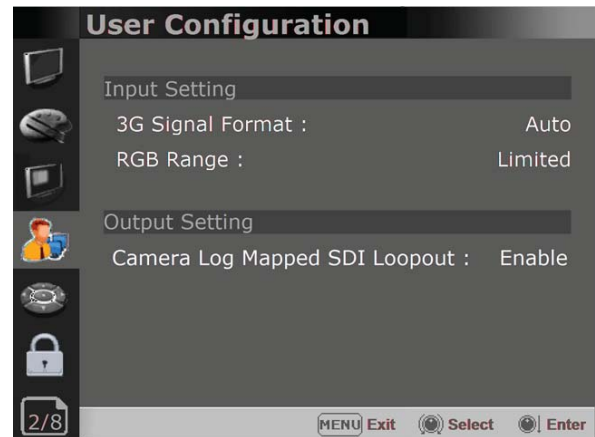 User Configuration
Input Setting
3G Signal Format : Auto
RGB Range : Limited
Output Setting
Camera Log Mapped SDI Loopout : Enable
2/8 MENU Exit Select Enter